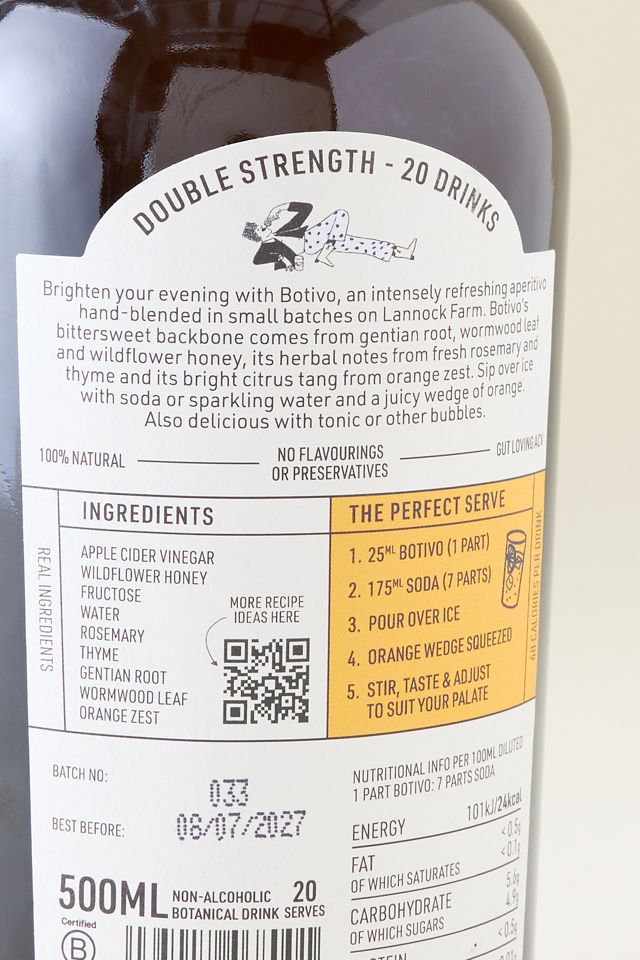 DOUBLE STRENGTH - 20 DRINKS
Brighten your evening with Botivo, an intensely refreshing aperitivo
hand-blended in small batches on Lannock Farm. Botivo's
bittersweet backbone comes from gentian root, wormwood leaf
and wildflower honey, its herbal notes from fresh rosemary and
thyme and its bright citrus tang from orange zest. Sip over ice
with soda or sparkling water and a juicy wedge of orange.
Also delicious with tonic or other bubbles.
100% NATURAL
NO FLAVOURINGS
OR PRESERVATIVES
GUT LOVING ACV
REAL INGREDIENTS
INGREDIENTS
APPLE CIDER VINEGAR
WILDFLOWER HONEY
FRUCTOSE
WATER
ROSEMARY
THYME
GENTIAN ROOT
WORMWOOD LEAF
ORANGE ZEST
MORE RECIPE
IDEAS HERE
THE PERFECT SERVE
1. 25ML BOTIVO (1 PART)
2. 175ML SODA (7 PARTS)
3. POUR OVER ICE
4. ORANGE WEDGE SQUEEZED
5. STIR, TASTE & ADJUST
TO SUIT YOUR PALATE
48 CALORIES PER DRINK
BATCH NO: 033
BEST BEFORE: 08/07/2027
500ML NON-ALCOHOLIC BOTANICAL DRINK 20 SERVES
Certified
B
NUTRITIONAL INFO PER 100ML DILUTED
1 PART BOTIVO: 7 PARTS SODA
ENERGY 101kJ/24kcal
FAT <0.5g
OF WHICH SATURATES <0.1g
CARBOHYDRATE 5.6g
OF WHICH SUGARS 4.9g
<0.5g